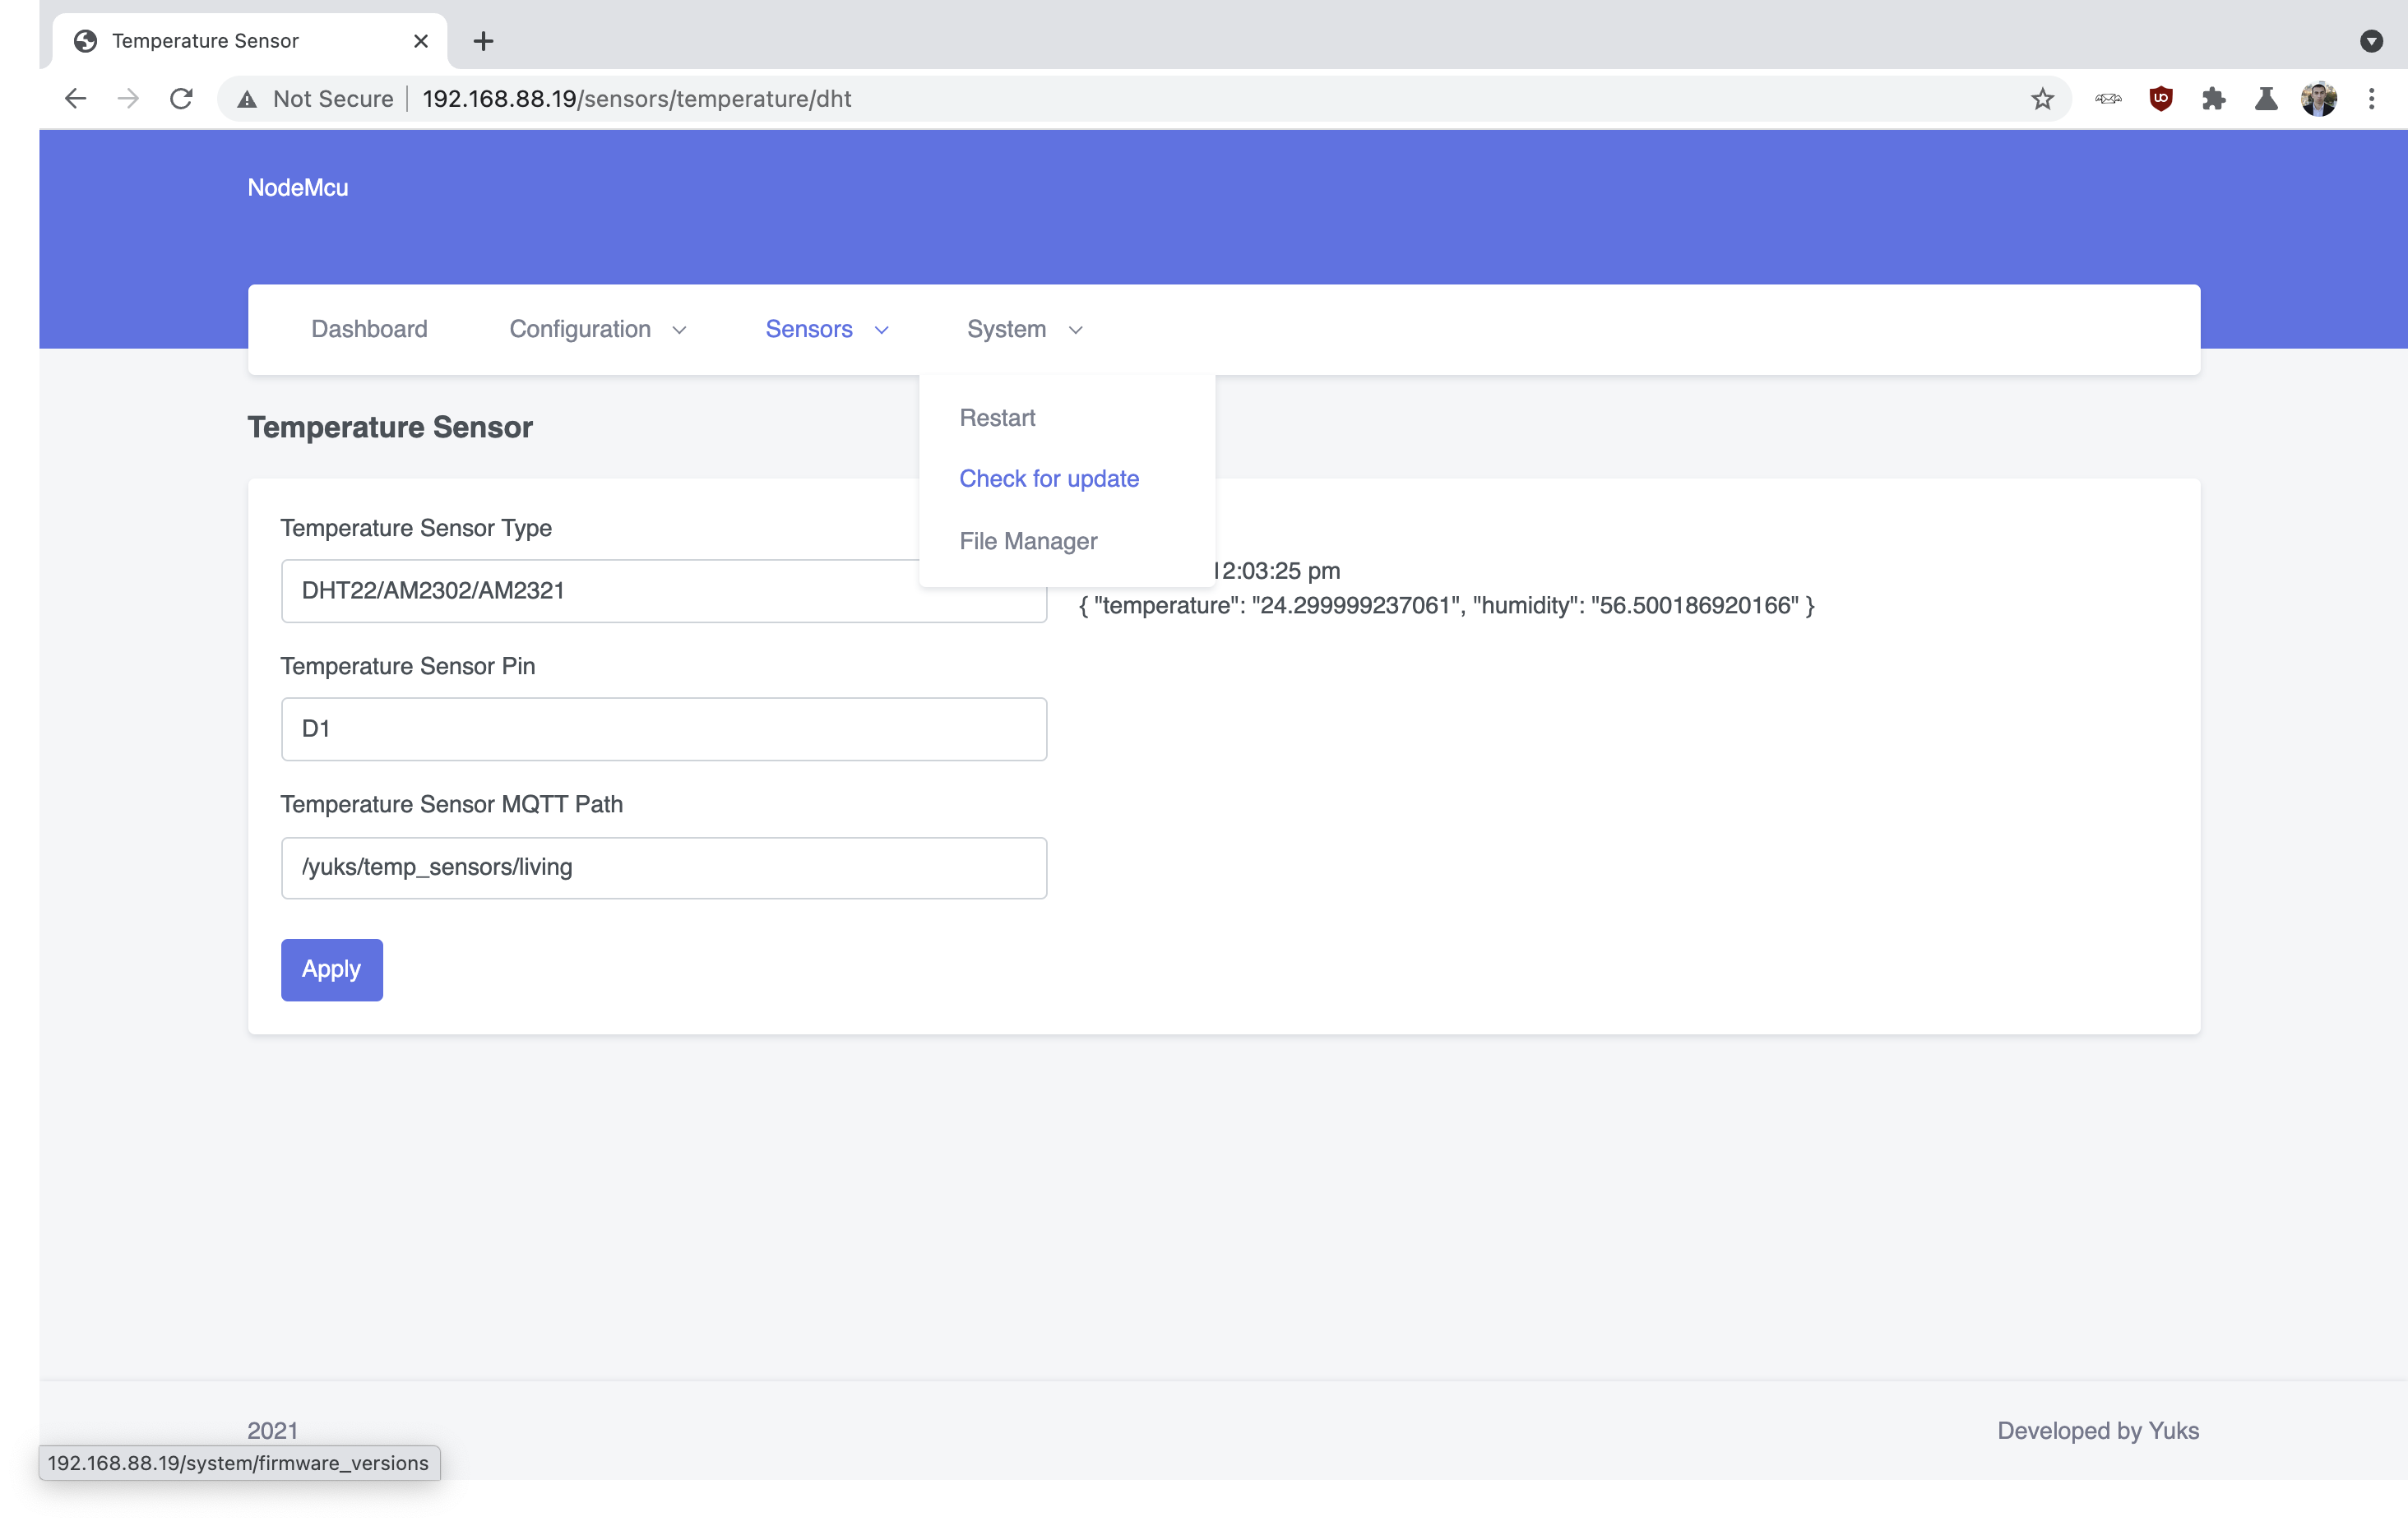 Temperature Sensor
Not Secure 192.168.88.19/sensors/temperature/dht
NodeMcu
Dashboard Configuration Sensors System
Restart
Check for update
File Manager
Temperature Sensor
Temperature Sensor Type
DHT22/AM2302/AM2321
12:03:25 pm
{ "temperature": "24.299999237061", "humidity": "56.500186920166" }
Temperature Sensor Pin
D1
Temperature Sensor MQTT Path
/yuks/temp_sensors/living
Apply
2021 Developed by Yuks
192.168.88.19/system/firmware_versions